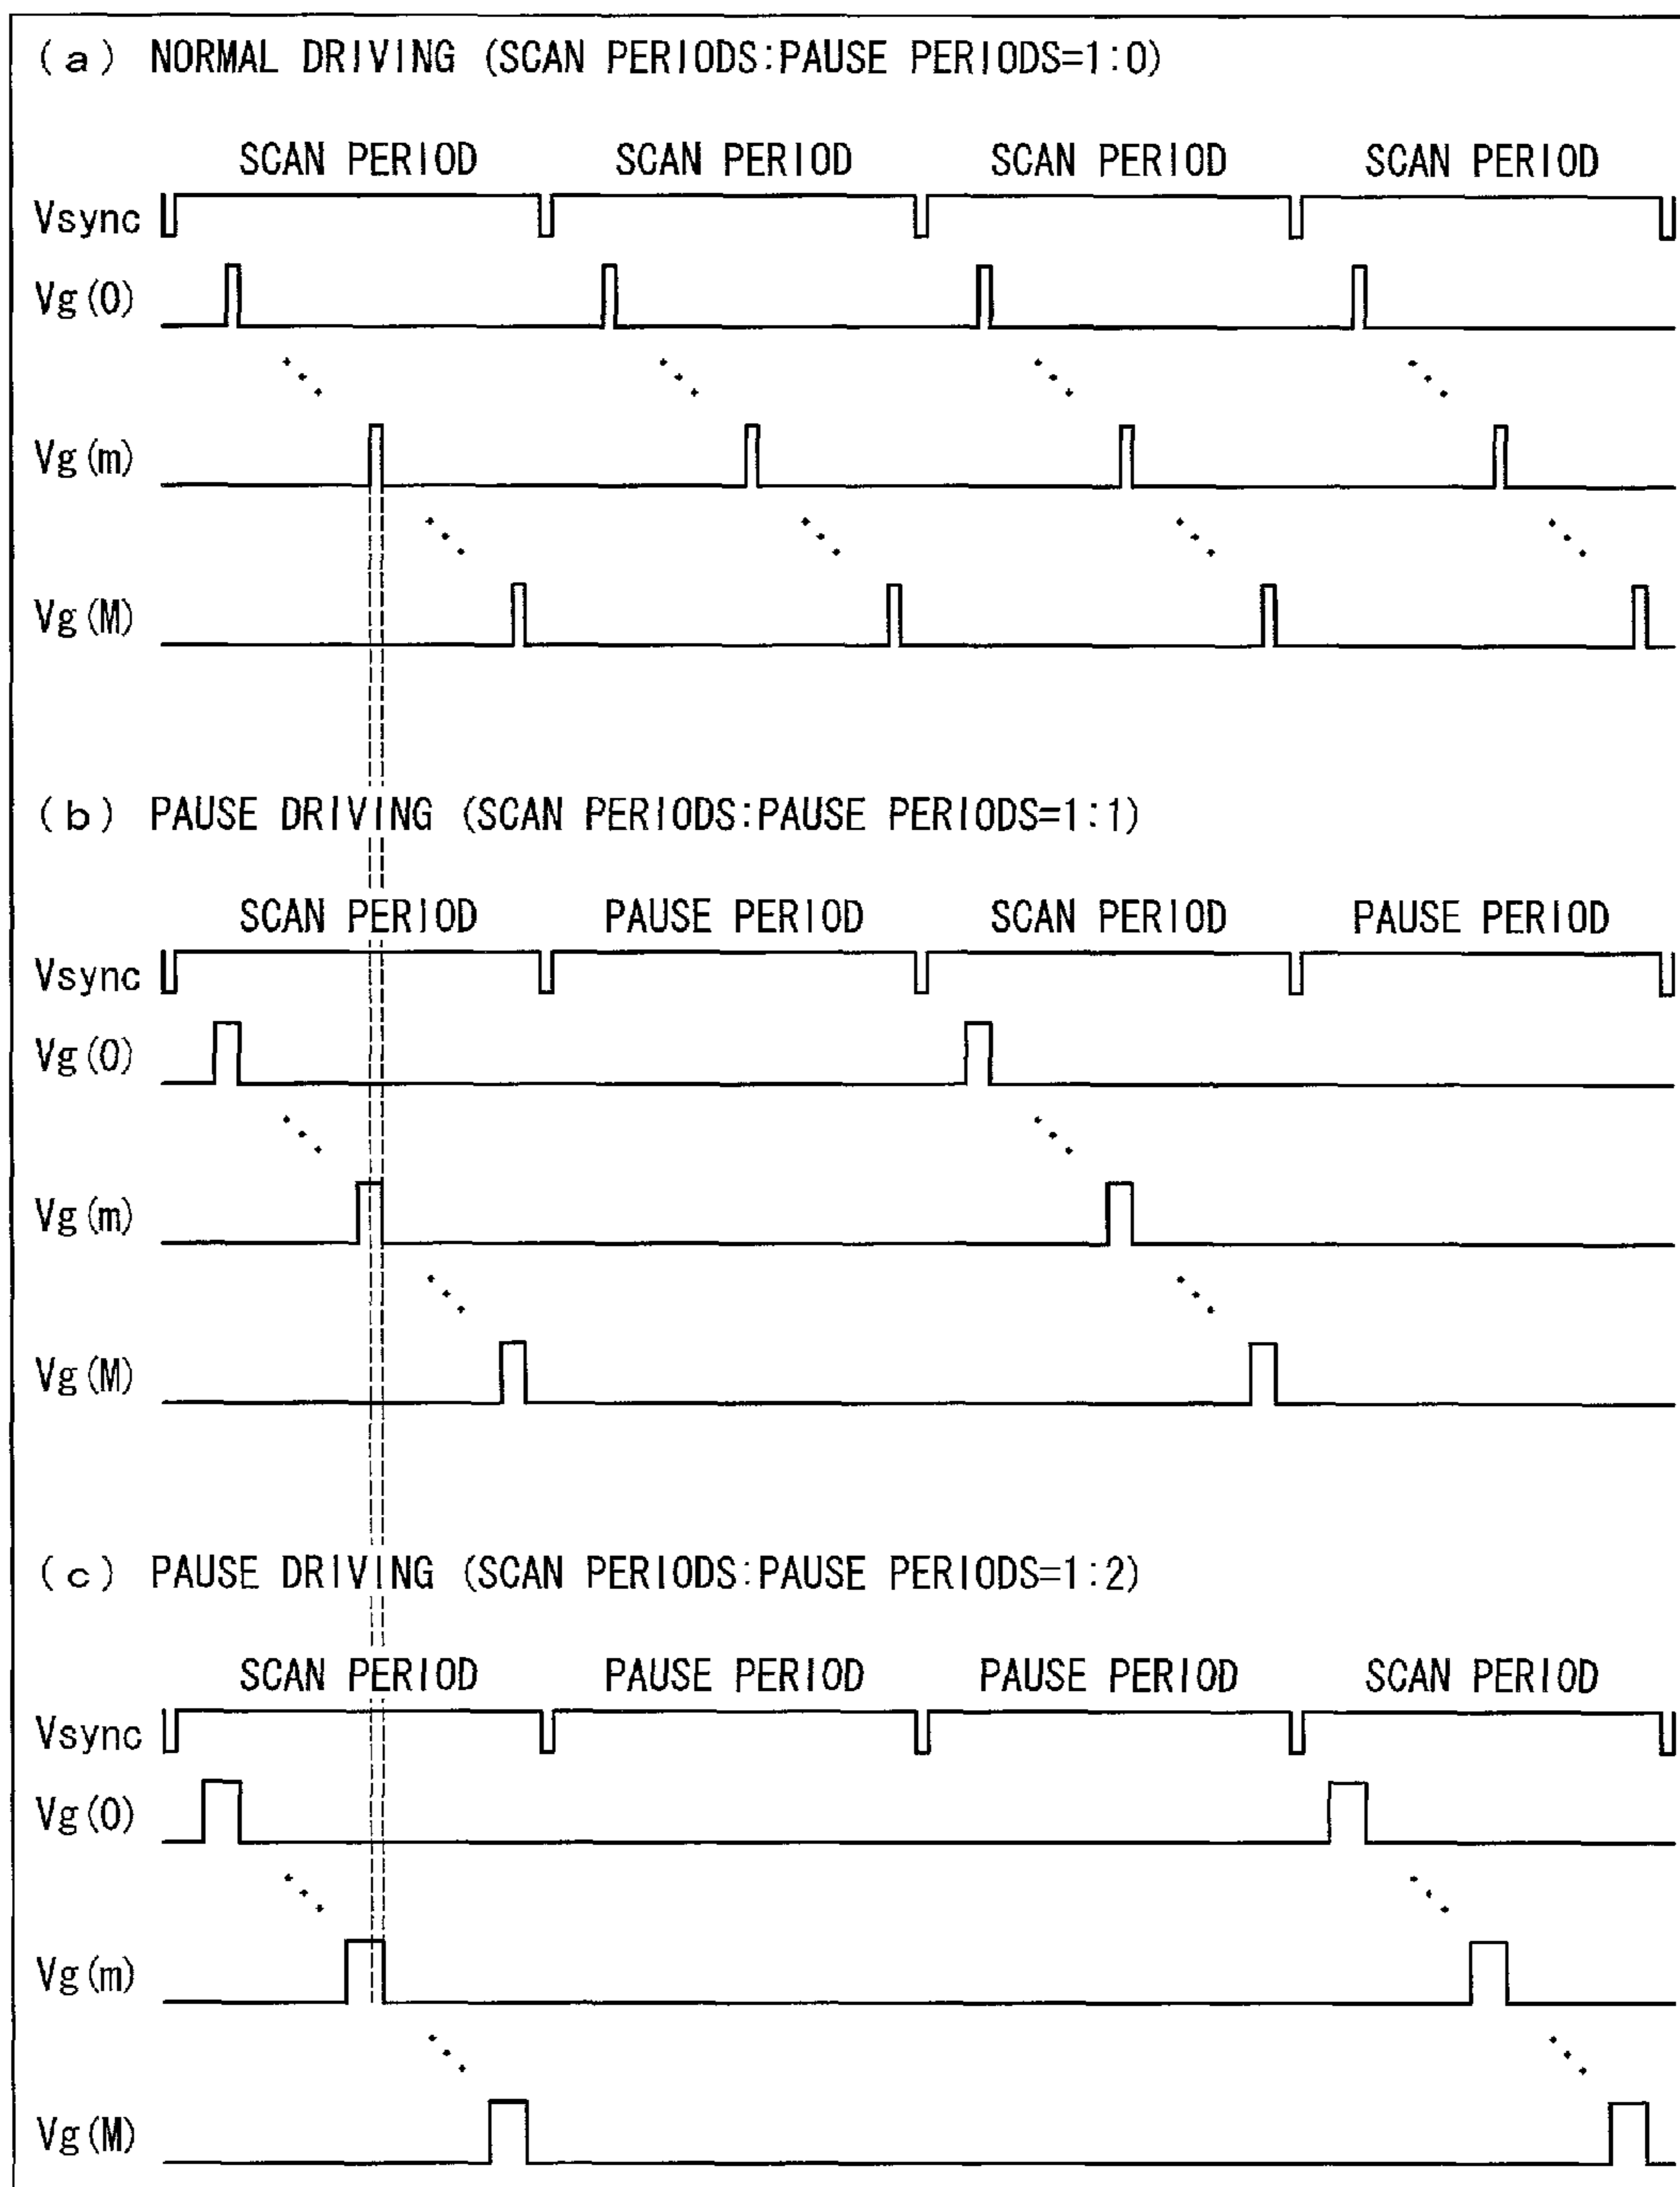 (a) NORMAL DRIVING (SCAN PERIODS:PAUSE PERIODS=1:0)
SCAN PERIOD SCAN PERIOD SCAN PERIOD SCAN PERIOD
Vsync
Vg(0)
Vg(m)
Vg(M)
(b) PAUSE DRIVING (SCAN PERIODS:PAUSE PERIODS=1:1)
SCAN PERIOD PAUSE PERIOD SCAN PERIOD PAUSE PERIOD
Vsync
Vg(0)
Vg(m)
Vg(M)
(c) PAUSE DRIVING (SCAN PERIODS:PAUSE PERIODS=1:2)
SCAN PERIOD PAUSE PERIOD PAUSE PERIOD SCAN PERIOD
Vsync
Vg(0)
Vg(m)
Vg(M)